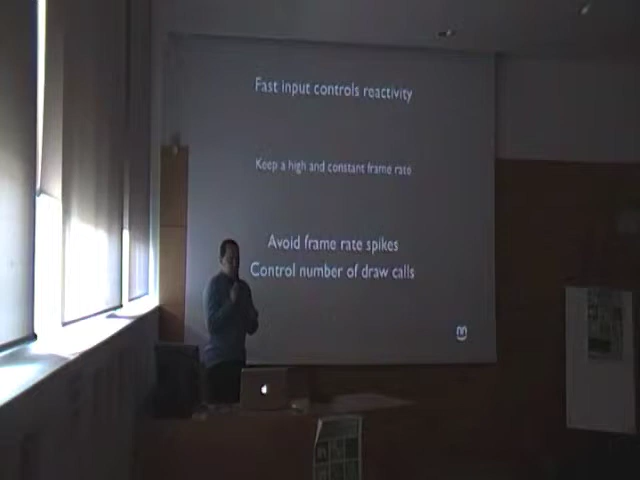 Fast input controls reactivity
Keep a high and constant frame rate
Avoid frame rate spikes
Control number of draw calls